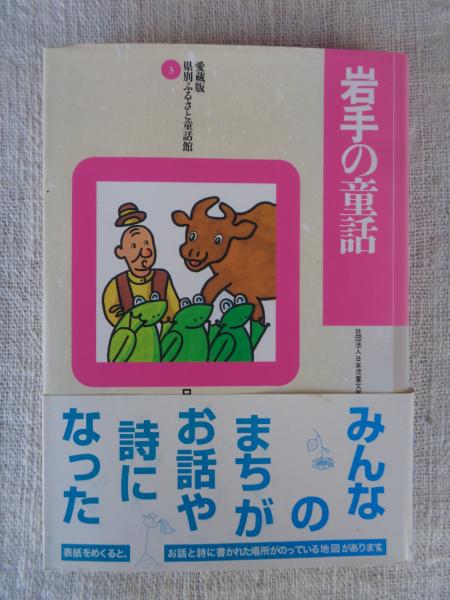 岩手の童話
愛蔵版
県別ふるさと童話館
3
社団法人日本児童文
みんな
の
まちが
お話や
詩に
なった
表紙をめくると、
お話と詩に書かれた場所がのっている地図があります